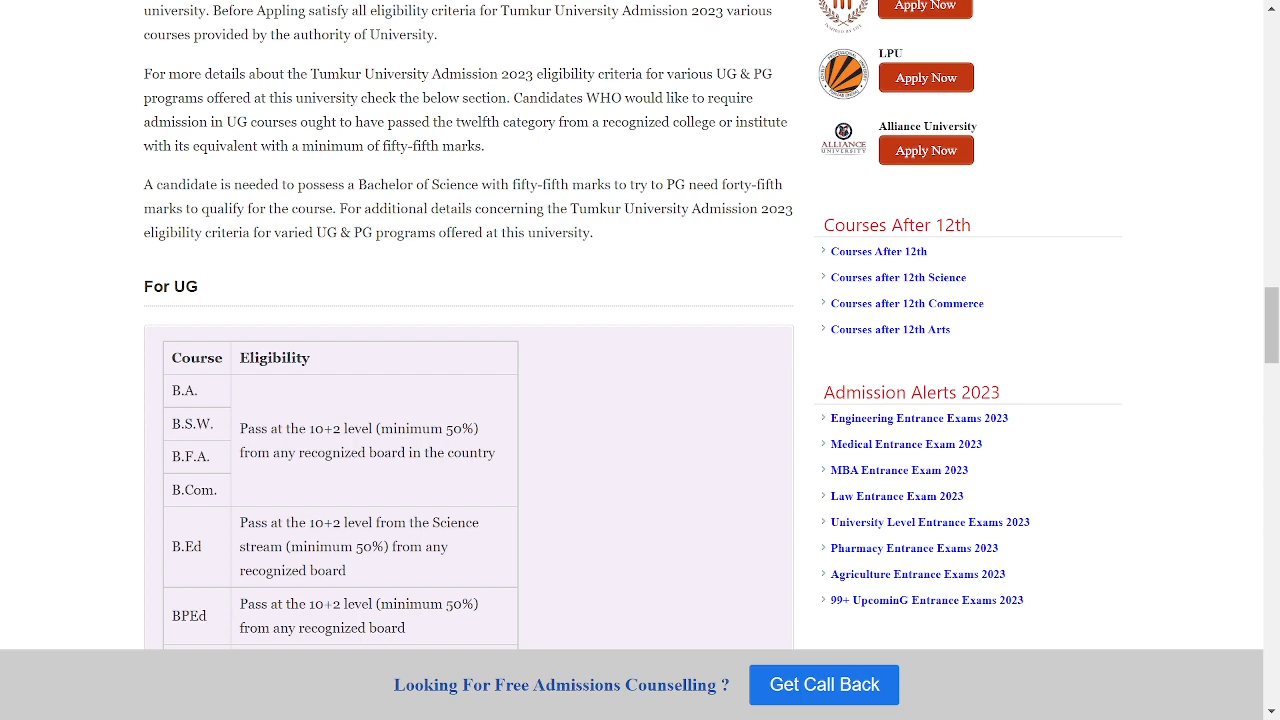 university. Before Appling satisfy all eligibility criteria for Tumkur University Admission 2023 various
courses provided by the authority of University.
For more details about the Tumkur University Admission 2023 eligibility criteria for various UG & PG
programs offered at this university check the below section. Candidates WHO would like to require
admission in UG courses ought to have passed the twelfth category from a recognized college or institute
with its equivalent with a minimum of fifty-fifth marks.
A candidate is needed to possess a Bachelor of Science with fifty-fifth marks to try to PG need forty-fifth
marks to qualify for the course. For additional details concerning the Tumkur University Admission 2023
eligibility criteria for varied UG & PG programs offered at this university.
For UG
Course Eligibility
B.A.
B.S.W.
B.F.A.
B.Com.
Pass at the 10+2 level (minimum 50%)
from any recognized board in the country
B.Ed
Pass at the 10+2 level from the Science
stream (minimum 50%) from any
recognized board
BPEd
Pass at the 10+2 level (minimum 50%)
from any recognized board
Apply Now
LPU
Apply Now
Alliance University
ALLIANCE
UNIVERSITY
Apply Now
Courses After 12th
Courses After 12th
Courses after 12th Science
Courses after 12th Commerce
Courses after 12th Arts
Admission Alerts 2023
Engineering Entrance Exams 2023
Medical Entrance Exam 2023
MBA Entrance Exam 2023
Law Entrance Exam 2023
University Level Entrance Exams 2023
Pharmacy Entrance Exams 2023
Agriculture Entrance Exams 2023
99+ UpcominG Entrance Exams 2023
Looking For Free Admissions Counselling ?
Get Call Back